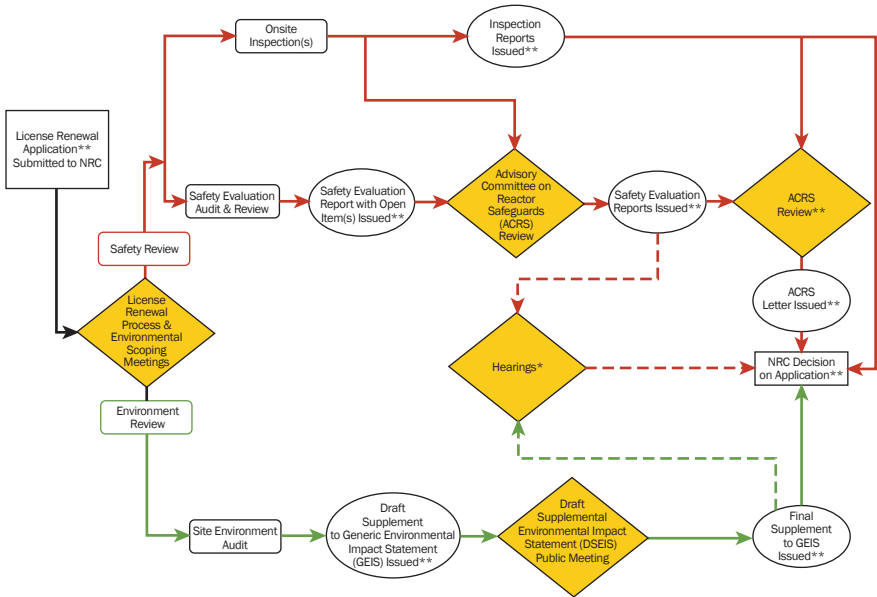 Onsite
Inspection(s)
Inspection
Reports
Issued**
License Renewal
Application**
Submitted to NRC
Safety Evaluation
Audit & Review
Safety Evaluation
Report with Open
Item(s) Issued**
Advisory
Committee on
Reactor
Safeguards
(ACRS)
Review
Safety Evaluation
Reports Issued**
ACRS
Review**
Safety Review
License
Renewal
Process &
Environmental
Scoping
Meetings
ACRS
Letter Issued**
Hearings*
NRC Decision
on Application**
Environment
Review
Site Environment
Audit
Draft
Supplement
to Generic Environmental
Impact Statement
(GEIS) Issued**
Draft
Supplemental
Environmental Impact
Statement (DSEIS)
Public Meeting
Final
Supplement
to GEIS
Issued**